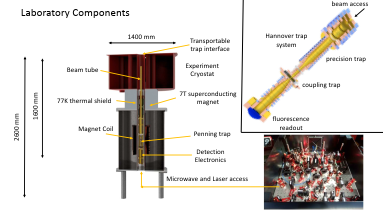 Laboratory Components
beam access
1400 mm
Transportable
trap interface
Hannover trap
system
precision trap
Beam tube
Experiment
Cryostat
coupling trap
77K thermal shield
7T superconducting
magnet
2600 mm
1600 mm
fluorescence
readout
Magnet Coil
Penning trap
Detection
Electronics
Microwave and Laser access